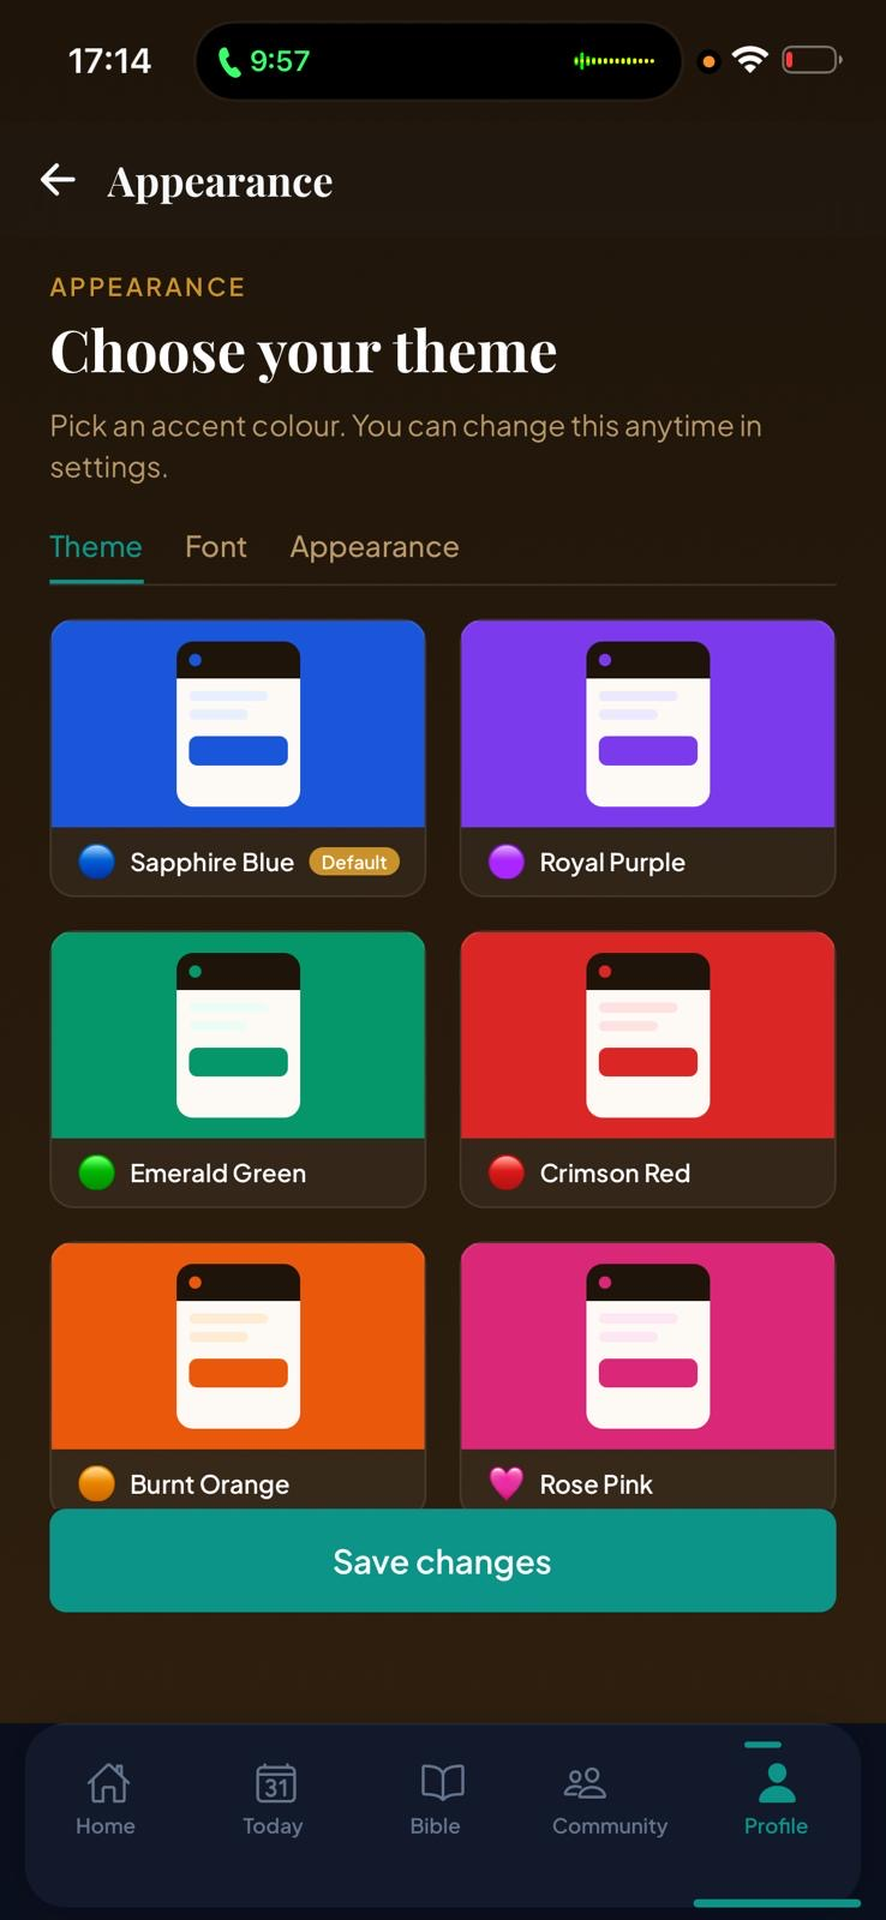 17:14
9:57
Appearance
APPEARANCE
Choose your theme
Pick an accent colour. You can change this anytime in
settings.
Theme Font Appearance
Sapphire Blue Default
Royal Purple
Emerald Green
Crimson Red
Burnt Orange
Rose Pink
Save changes
31
Home Today Bible Community Profile